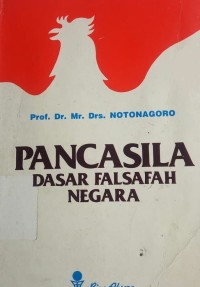 Prof. Dr. Mr. Drs. NOTONAGORO
PANCASILA
DASAR FALSAFAH
NEGARA